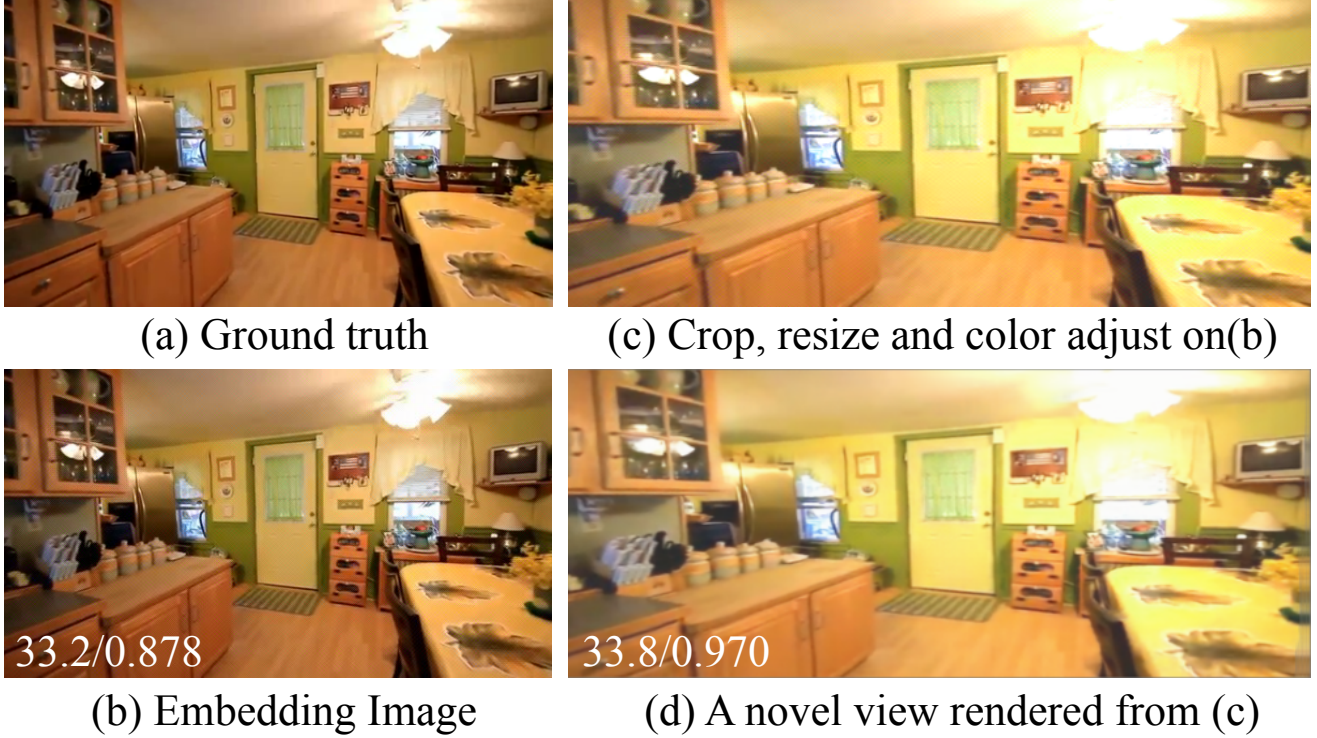 (a) Ground truth
(c) Crop, resize and color adjust on(b)
33.2/0.878
33.8/0.970
(b) Embedding Image
(d) A novel view rendered from (c)